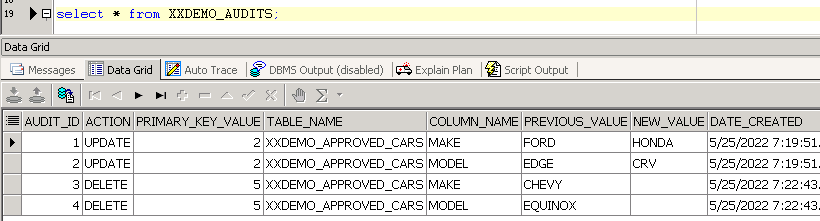 19 select * from XXDEMO_AUDITS;
Data Grid
Messages Data Grid Auto Trace DBMS Output (disabled) Explain Plan Script Output
AUDIT_ID ACTION PRIMARY_KEY_VALUE TABLE_NAME COLUMN_NAME PREVIOUS_VALUE NEW_VALUE DATE_CREATED
1 UPDATE 2 XXDEMO_APPROVED_CARS MAKE FORD HONDA 5/25/2022 7:19:51.
2 UPDATE 2 XXDEMO_APPROVED_CARS MODEL EDGE CRV 5/25/2022 7:19:51.
3 DELETE 5 XXDEMO_APPROVED_CARS MAKE CHEVY 5/25/2022 7:22:43.
4 DELETE 5 XXDEMO_APPROVED_CARS MODEL EQUINOX 5/25/2022 7:22:43.